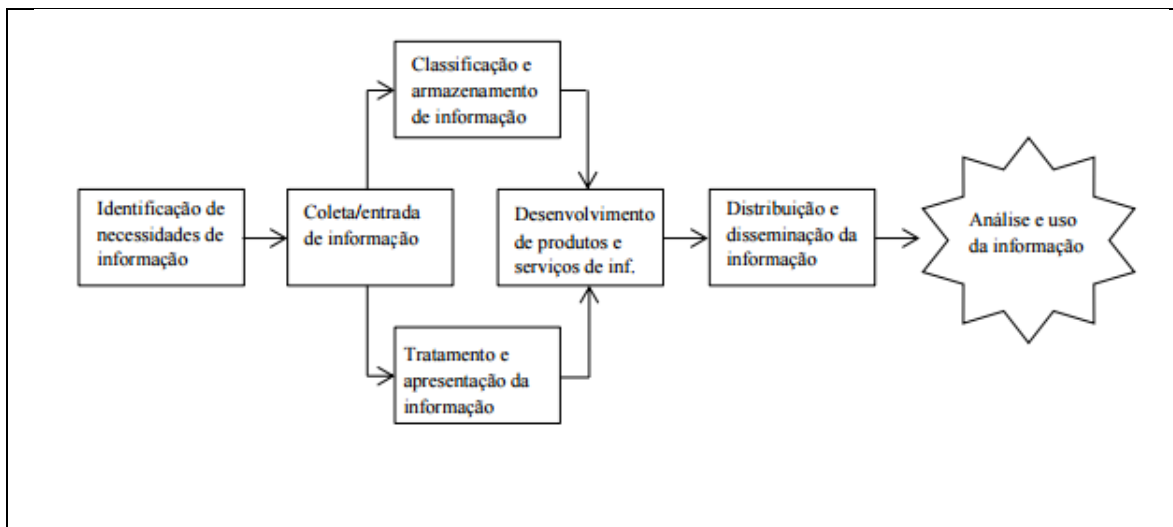 Classificação e
armazenamento
de informação
Identificação de
necessidades de
informação
Coleta/entrada
de informação
Desenvolvimento
de produtos e
serviços de inf.
Distribuição e
disseminação da
informação
Análise e uso
da informação
Tratamento e
apresentação da
informação